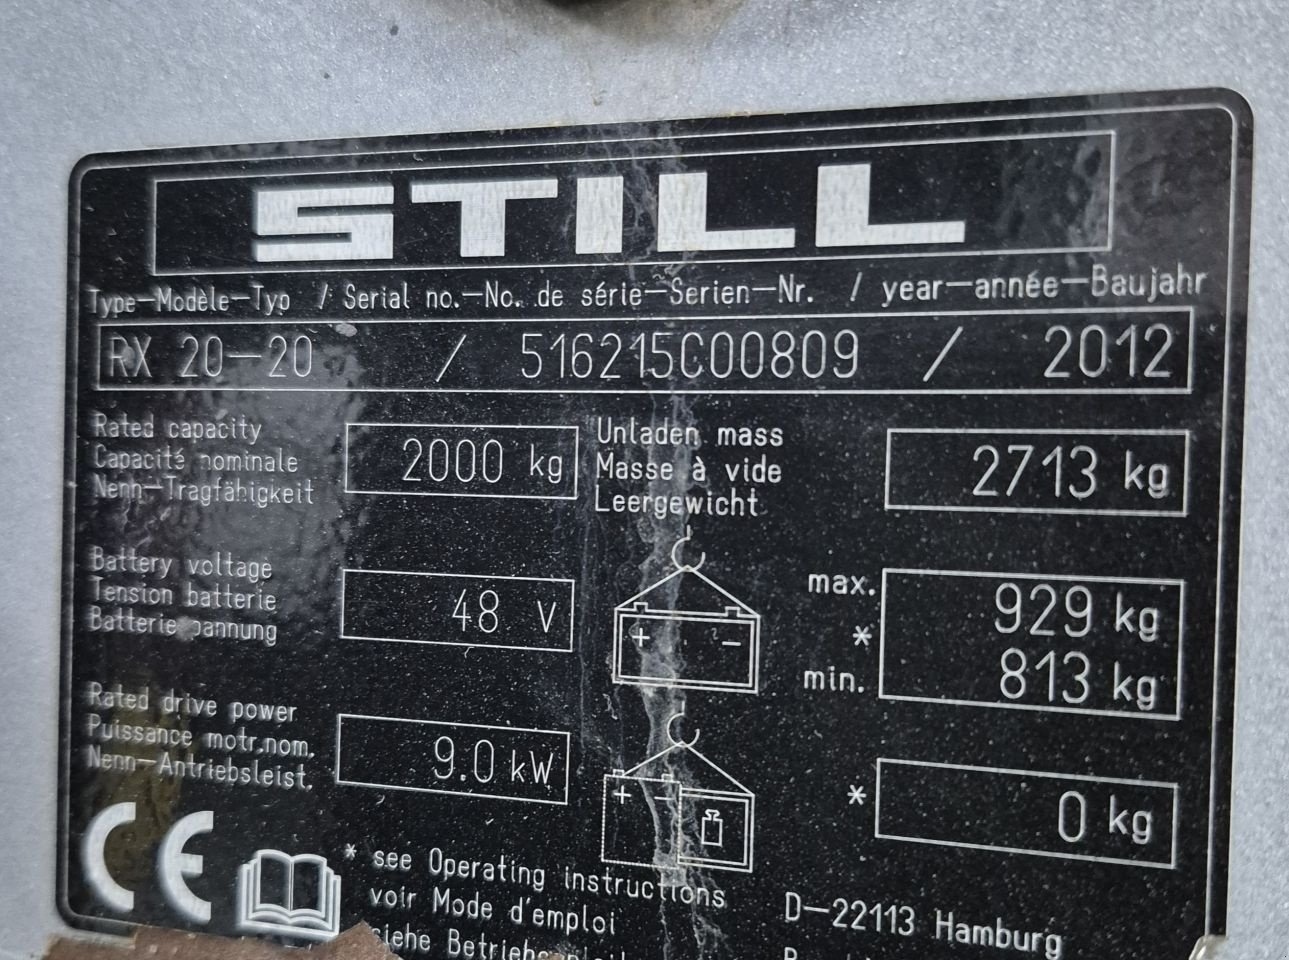 STILL
Type-Modèle-Typ / Serial no.-No. de série-Serien-Nr. / year-année-Baujahr
RX 20-20 / 516215C00809 / 2012
Rated capacity
Capacité nominale
Nenn-Tragfähigkeit
2000 kg
Unladen mass
Masse à vide
Leergewicht
2713 kg
Battery voltage
Tension batterie
Batteriespannung
48 V
+ -
max. 929 kg
*
min. 813 kg
Rated drive power
Puissance motr.nom.
Nenn-Antriebsleist.
9.0 kW
+ -
* 0 kg
CE
* see Operating instructions
voir Mode d'emploi
siehe
D-22113 Hamburg